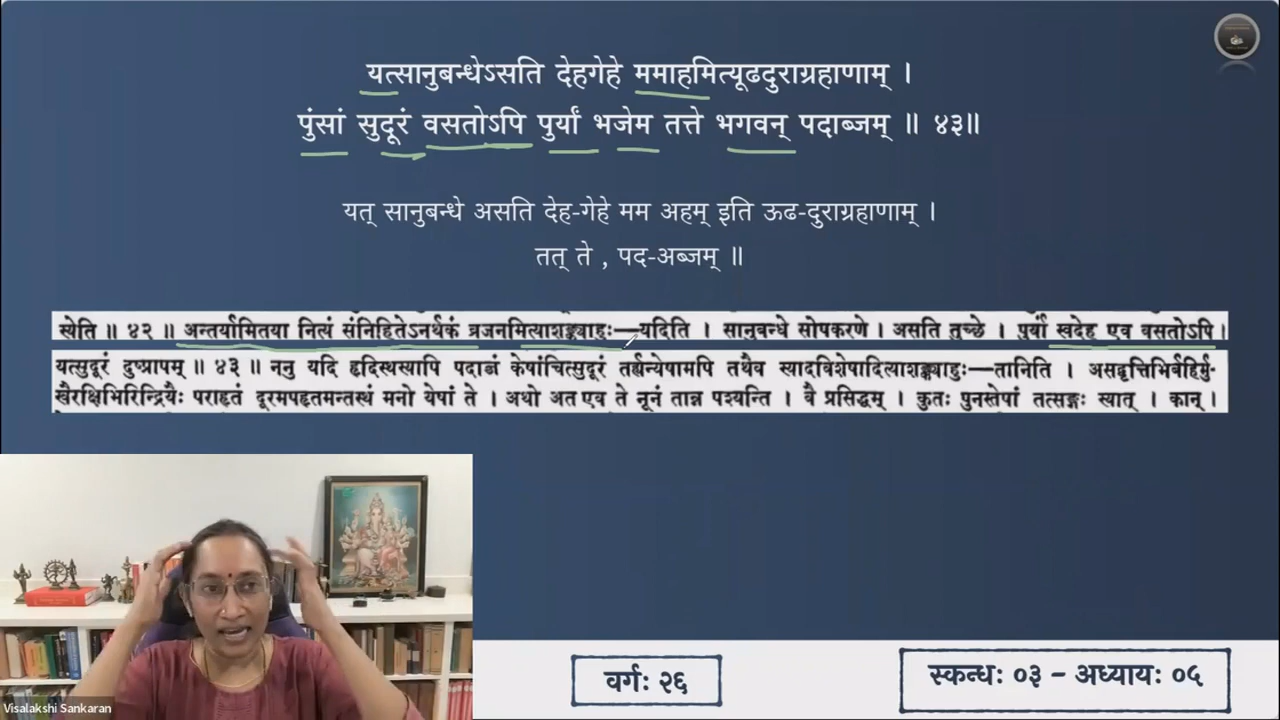 यत्सानुबन्धेऽसति देहगेहे ममाहमित्यूढदुराग्रहाणाम् ।
पुंसां सुदूरं वसतोऽपि पुर्यां भजेम तत्ते भगवन् पदाब्जम् ॥ ४३॥
यत् सानुबन्धे असति देह-गेहे मम अहम् इति ऊढ-दुराग्रहाणाम् ।
तत् ते , पद-अब्जम् ॥
स्येति ॥ ४२ ॥ अन्तर्यामितया नित्यं संनिहितेऽनर्थकं व्रजनमित्याशङ्क्याहुः—यदिति । सानुबन्धे सोपकरणे । असति तुच्छे । पुर्यां स्वदेह एव वसतोऽपि ।
यत्सुदूरं दुष्प्रापम् ॥ ४३ ॥ ननु यदि हृदिस्थस्यापि पदाब्जं केषांचित्सुदूरं तर्ह्यन्येषामपि तथैव स्यादविशेषादित्याशङ्क्याहुः—तानिति । असद्वृत्तिभिर्बहिर्मु-
खैरक्षिभिरिन्द्रियैः पराहृतं दूरमपहृतमन्तस्थं मनो येषां ते । अथो अत एव ते नूनं तान्न पश्यन्ति । वै प्रसिद्धम् । कुतः पुनस्तेषां तत्सङ्गः स्यात् । कान् ।
Visalakshi Sankaran
वर्गः २६
स्कन्धः ०३ – अध्यायः ०५